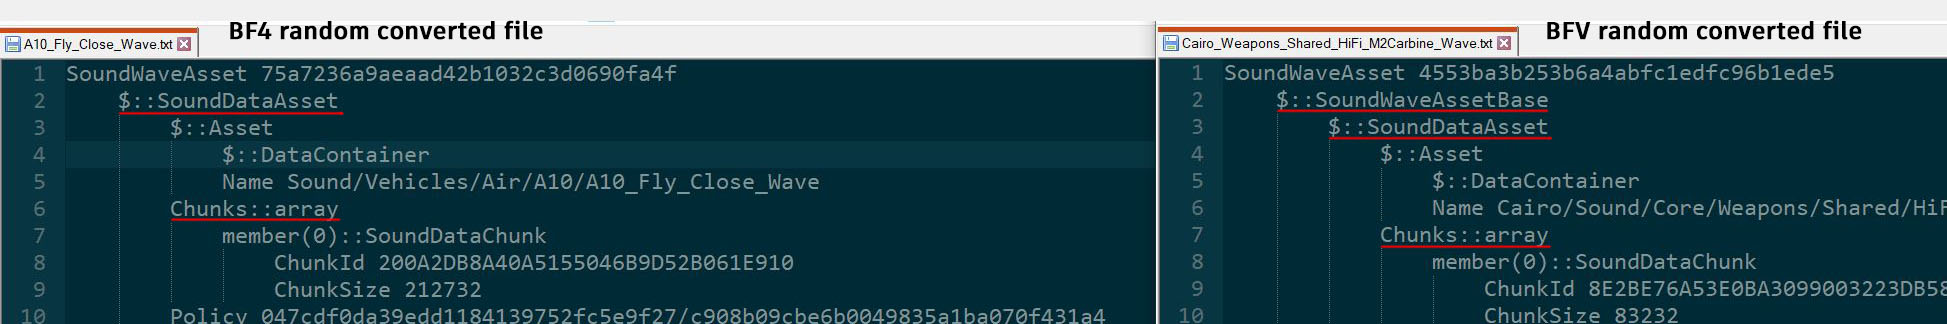 BF4 random converted file
A10_Fly_Close_Wave.txt
1 SoundWaveAsset 75a7236a9aeaad42b1032c3d0690fa4f
2 $::SoundDataAsset
3 $::Asset
4 $::DataContainer
5 Name Sound/Vehicles/Air/A10/A10_Fly_Close_Wave
6 Chunks::array
7 member(0)::SoundDataChunk
8 ChunkId 200A2DB8A40A5155046B9D52B061E910
9 ChunkSize 212732
10 Policy 047cdf0da39edd1184139752fc5e9f27/c908b09cbe6b0049835a1ba070f431a4
BFV random converted file
Cairo_Weapons_Shared_HiFi_M2Carbine_Wave.txt
1 SoundWaveAsset 4553ba3b253b6a4abfc1edfc96b1ede5
2 $::SoundWaveAssetBase
3 $::SoundDataAsset
4 $::Asset
5 $::DataContainer
6 Name Cairo/Sound/Core/Weapons/Shared/HiF
7 Chunks::array
8 member(0)::SoundDataChunk
9 ChunkId 8E2BE76A53E0BA3099003223DB58
10 ChunkSize 83232